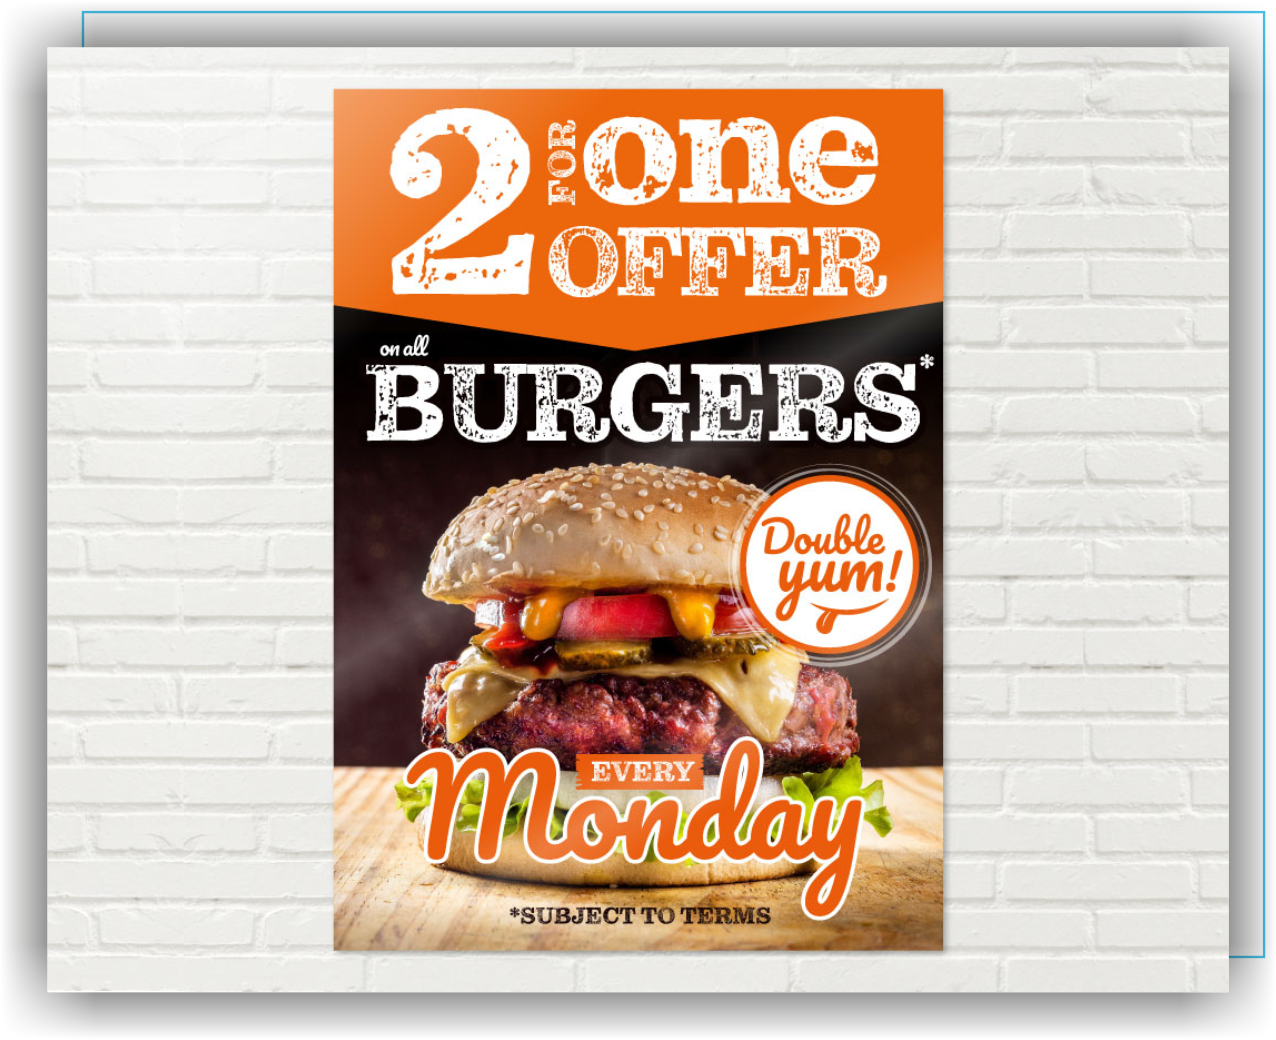 2 FOR one
OFFER
on all
BURGERS*
Double
yum!
EVERY
Monday
*SUBJECT TO TERMS